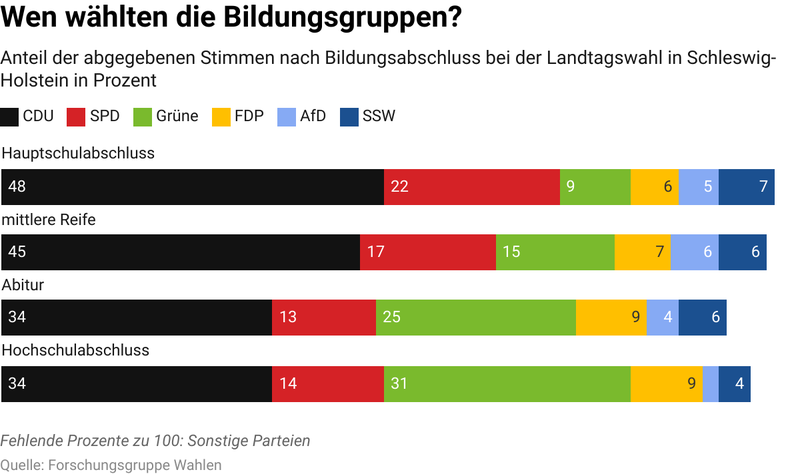 Wen wählten die Bildungsgruppen?
Anteil der abgegebenen Stimmen nach Bildungsabschluss bei der Landtagswahl in Schleswig-
Holstein in Prozent
CDU SPD Grüne FDP AfD SSW
Hauptschulabschluss
48 22 9 6 5 7
mittlere Reife
45 17 15 7 6 6
Abitur
34 13 25 9 4 6
Hochschulabschluss
34 14 31 9 4
Fehlende Prozente zu 100: Sonstige Parteien
Quelle: Forschungsgruppe Wahlen